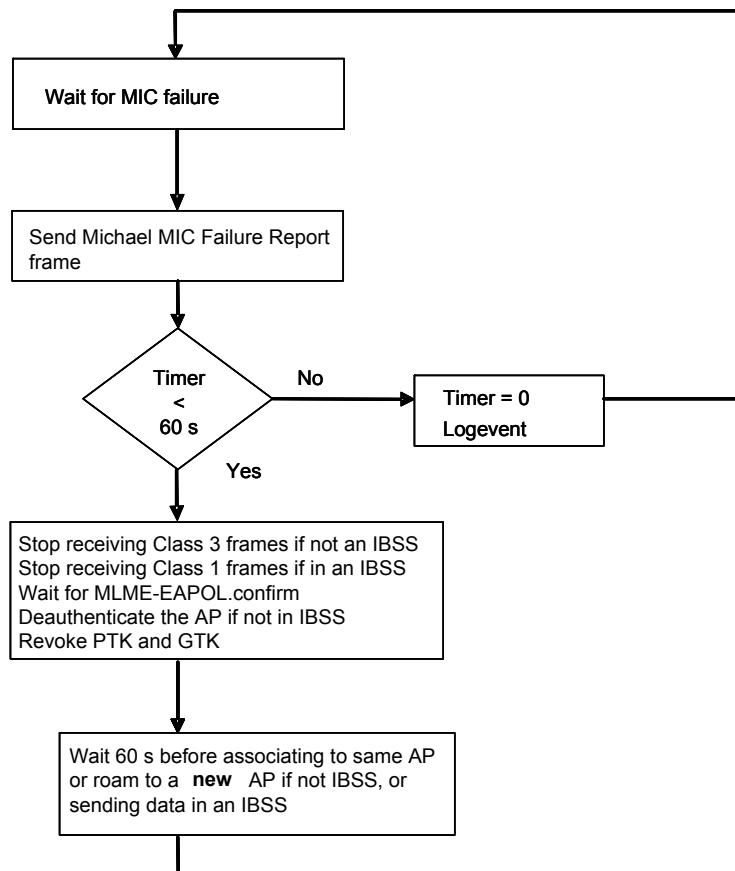 Wait for MIC failure
Send Michael MIC Failure Report
frame
Timer
<
60 s
No
Timer = 0
Logevent
Yes
Stop receiving Class 3 frames if not an IBSS
Stop receiving Class 1 frames if in an IBSS
Wait for MLME-EAPOL.confirm
Deauthenticate the AP if not in IBSS
Revoke PTK and GTK
Wait 60 s before associating to same AP
or roam to a new AP if not IBSS, or
sending data in an IBSS